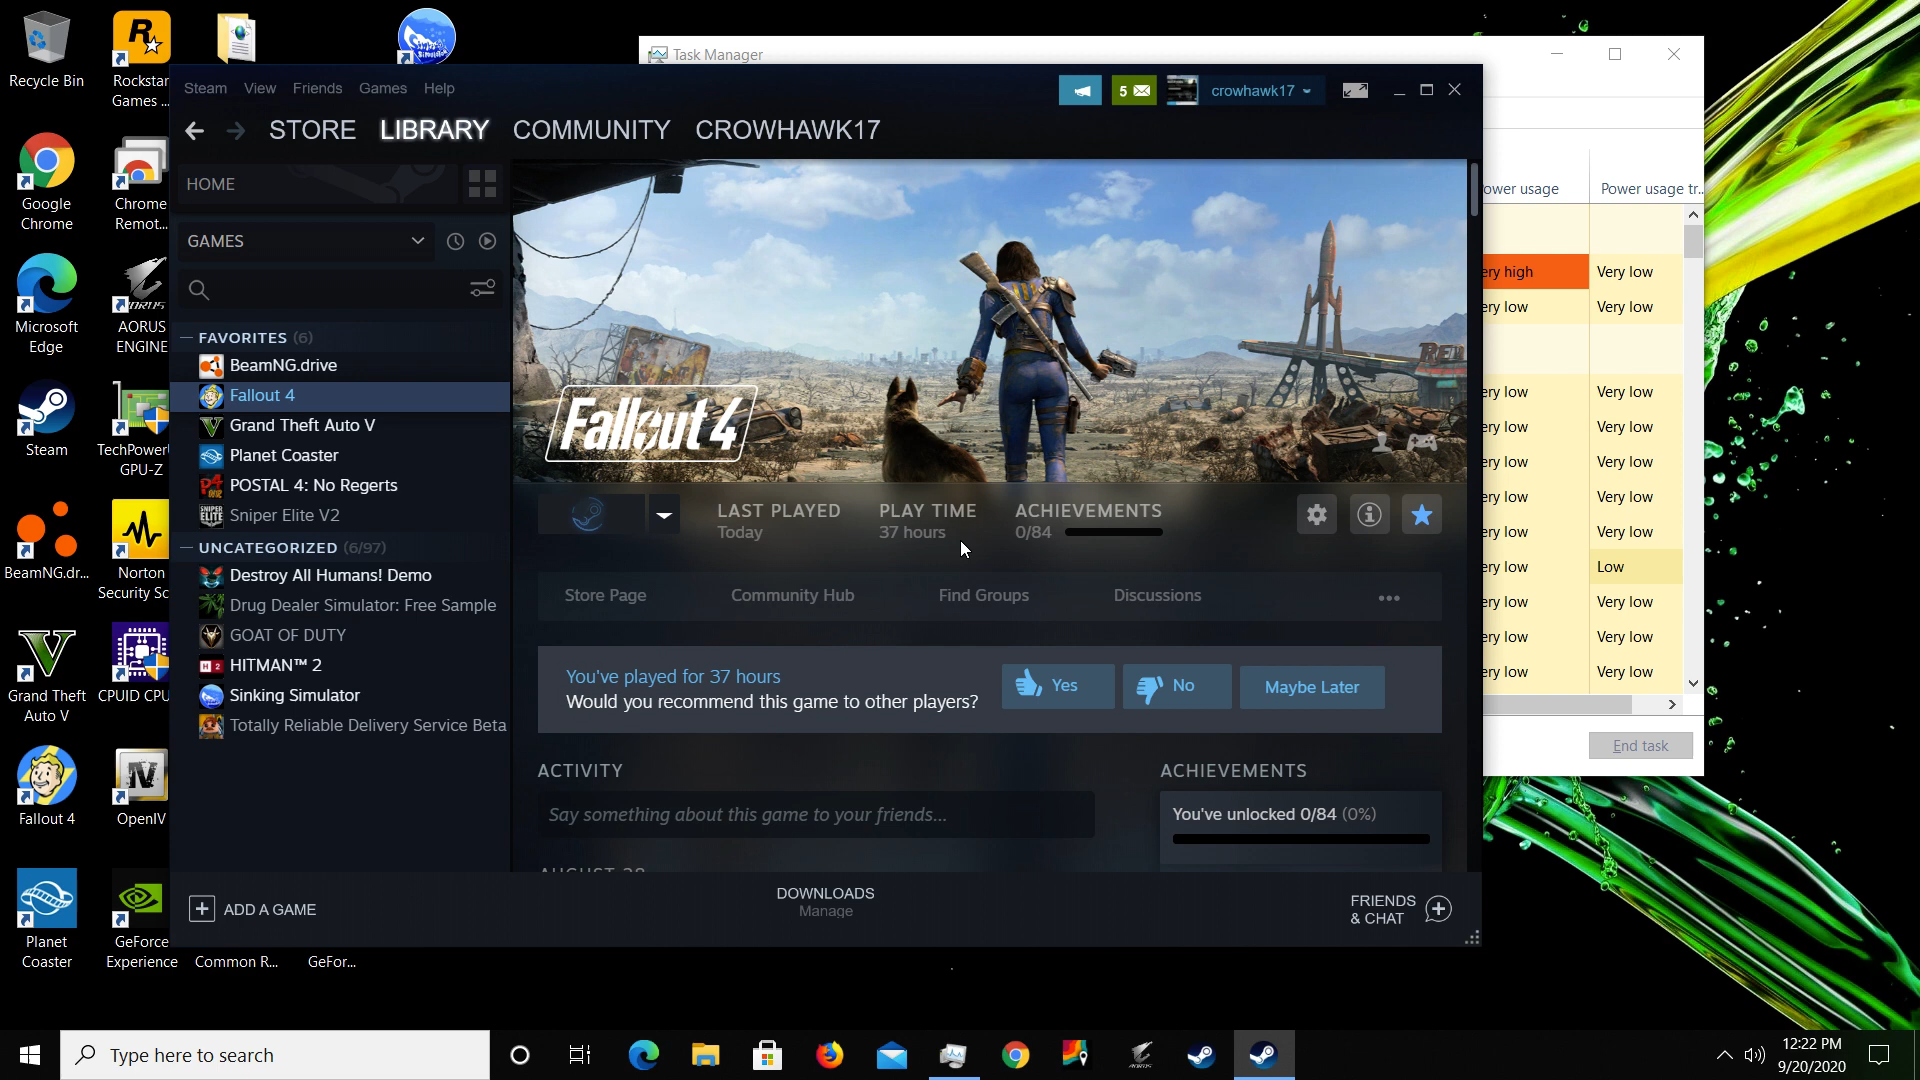 Recycle Bin
Rockstar
Games ...
Google
Chrome
Chrome
Remot...
Microsoft
Edge
AORUS
ENGINE
Steam
TechPowerU
GPU-Z
BeamNG.dr...
Norton
Security Sc
Grand Theft
Auto V
CPUID CPU
Fallout 4
OpenIV
Planet
Coaster
GeForce
Experience
Common R...
GeFor...
Task Manager
Steam View Friends Games Help
5
crowhawk17
STORE LIBRARY COMMUNITY CROWHAWK17
HOME
GAMES
FAVORITES (6)
BeamNG.drive
Fallout 4
Grand Theft Auto V
Planet Coaster
POSTAL 4: No Regerts
Sniper Elite V2
UNCATEGORIZED (6/97)
Destroy All Humans! Demo
Drug Dealer Simulator: Free Sample
GOAT OF DUTY
HITMAN™ 2
Sinking Simulator
Totally Reliable Delivery Service Beta
Fallout 4
LAST PLAYED
Today
PLAY TIME
37 hours
ACHIEVEMENTS
0/84
Store Page Community Hub Find Groups Discussions
You've played for 37 hours
Would you recommend this game to other players?
Yes No Maybe Later
ACTIVITY
Say something about this game to your friends...
ACHIEVEMENTS
You've unlocked 0/84 (0%)
ADD A GAME
DOWNLOADS
Manage
FRIENDS
& CHAT
ower usage Power usage tr...
ery high Very low
ery low Very low
ery low Very low
ery low Very low
ery low Very low
ery low Very low
ery low Very low
ery low Low
ery low Very low
ery low Very low
ery low Very low
End task
Type here to search
12:22 PM
9/20/2020